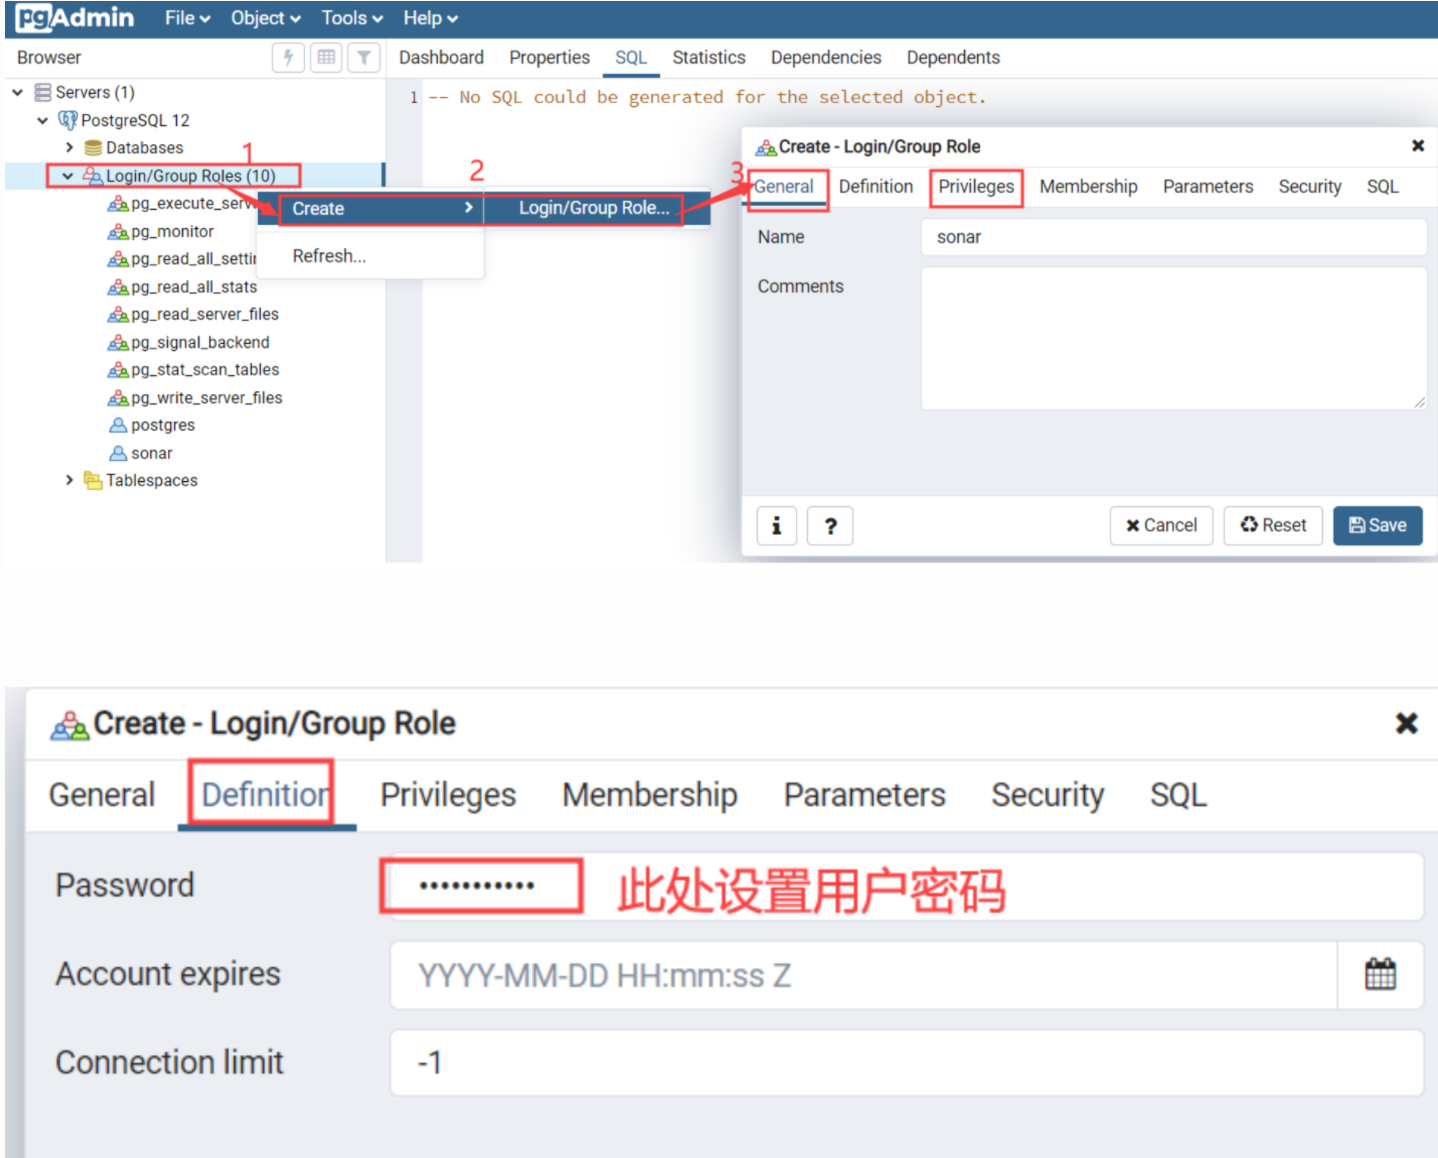 pgAdmin File Object Tools Help
Browser Dashboard Properties SQL Statistics Dependencies Dependents
Servers (1)
1 -- No SQL could be generated for the selected object.
PostgreSQL 12
Databases
1
Login/Group Roles (10)
2
3
Create - Login/Group Role
General Definition Privileges Membership Parameters Security SQL
pg_execute_serv
Create
Login/Group Role...
pg_monitor
Name sonar
pg_read_all_settin
Refresh...
pg_read_all_stats
Comments
pg_read_server_files
pg_signal_backend
pg_stat_scan_tables
pg_write_server_files
postgres
sonar
Tablespaces
i ? Cancel Reset Save
Create - Login/Group Role
General Definition Privileges Membership Parameters Security SQL
Password ··········· 此处设置用户密码
Account expires YYYY-MM-DD HH:mm:ss Z
Connection limit -1